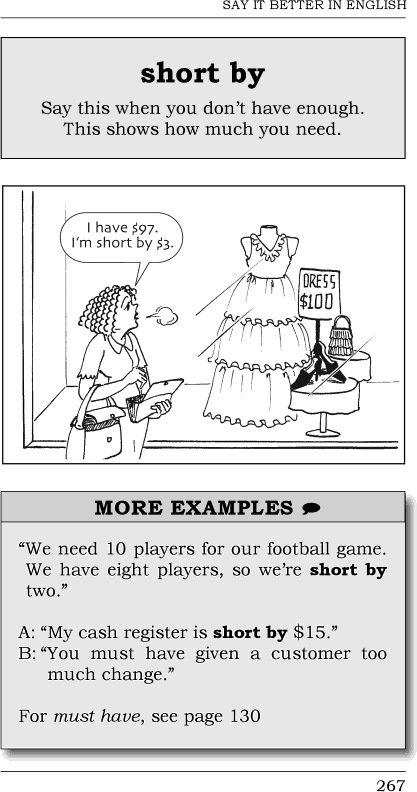 SAY IT BETTER IN ENGLISH
short by
Say this when you don't have enough.
This shows how much you need.
I have $97.
I'm short by $3.
DRESS
$100
MORE EXAMPLES
“We need 10 players for our football game.
We have eight players, so we're short by
two.”
A: “My cash register is short by $15.”
B: “You must have given a customer too
much change.”
For must have, see page 130
267